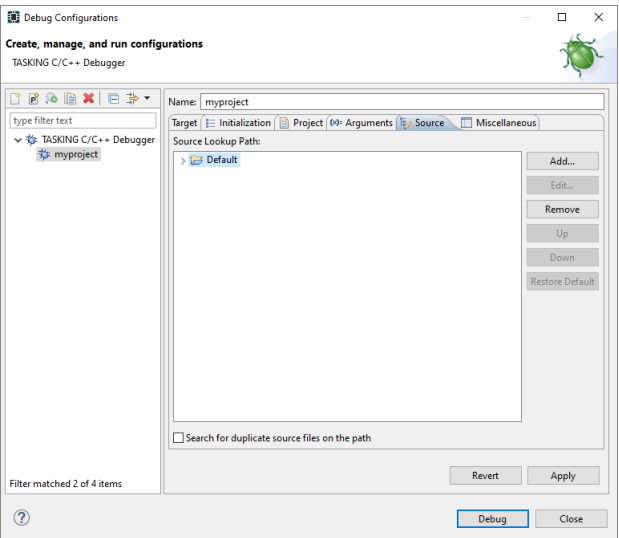 Debug Configurations
Create, manage, and run configurations
TASKING C/C++ Debugger
type filter text
TASKING C/C++ Debugger
myproject
Filter matched 2 of 4 items
Name: myproject
Target Initialization Project Arguments Source Miscellaneous
Source Lookup Path:
Default
Add...
Edit...
Remove
Up
Down
Restore Default
Search for duplicate source files on the path
Revert Apply
Debug Close